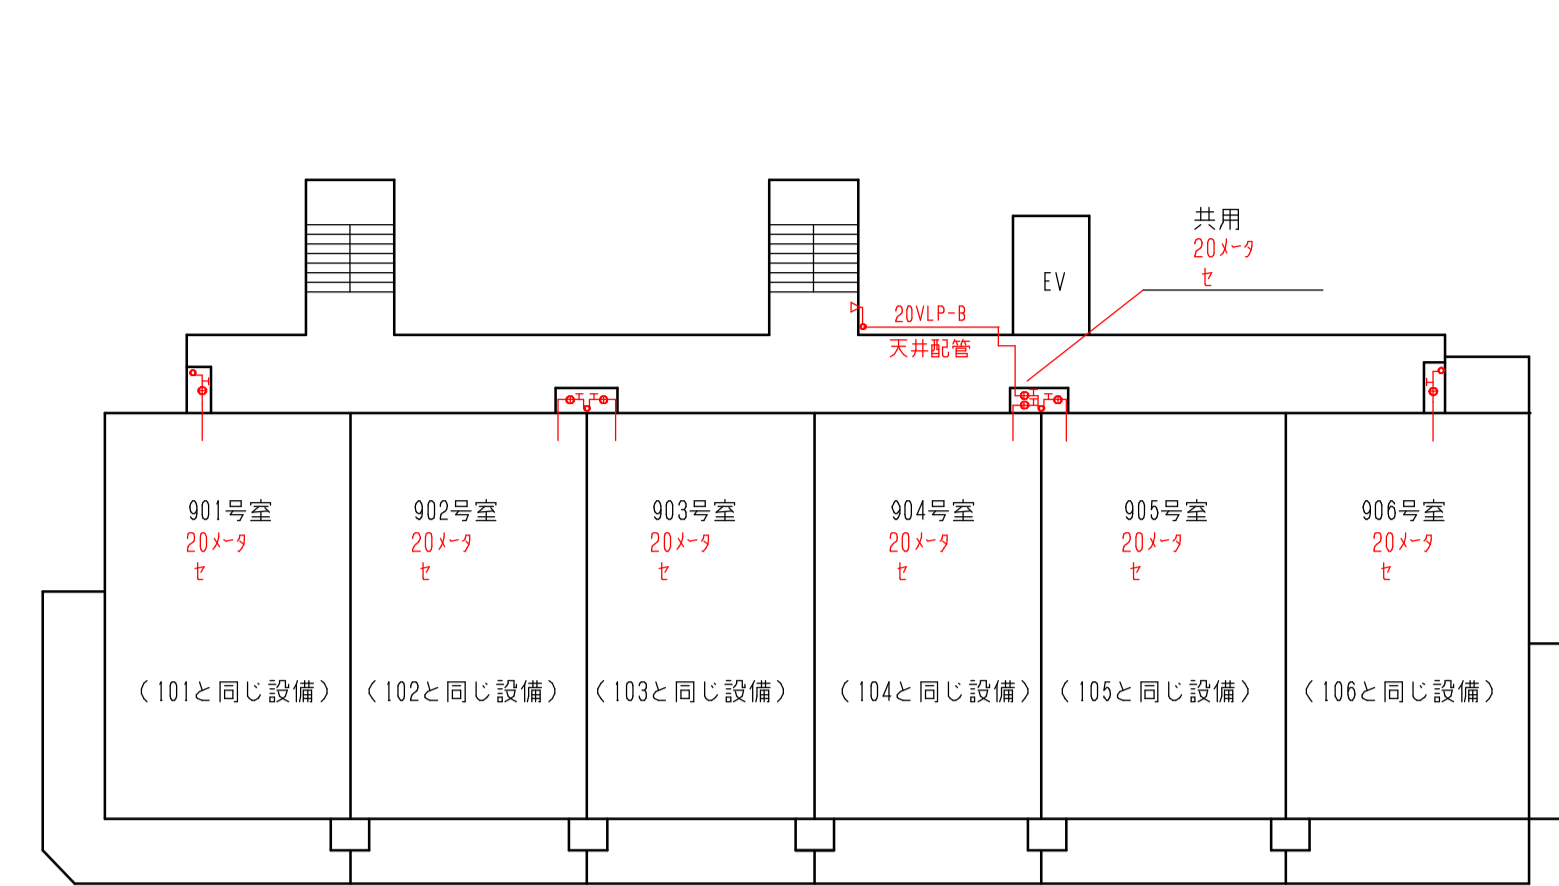 共用
20メータ
セ
EV
20VLP-B
天井配管
901号室
20メータ
セ
902号室
20メータ
セ
903号室
20メータ
セ
904号室
20メータ
セ
905号室
20メータ
セ
906号室
20メータ
セ
(101と同じ設備)
(102と同じ設備)
(103と同じ設備)
(104と同じ設備)
(105と同じ設備)
(106と同じ設備)